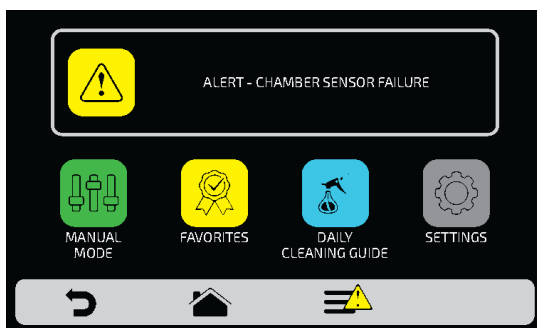 ALERT - CHAMBER SENSOR FAILURE
MANUAL
MODE
FAVORITES
DAILY
CLEANING GUIDE
SETTINGS